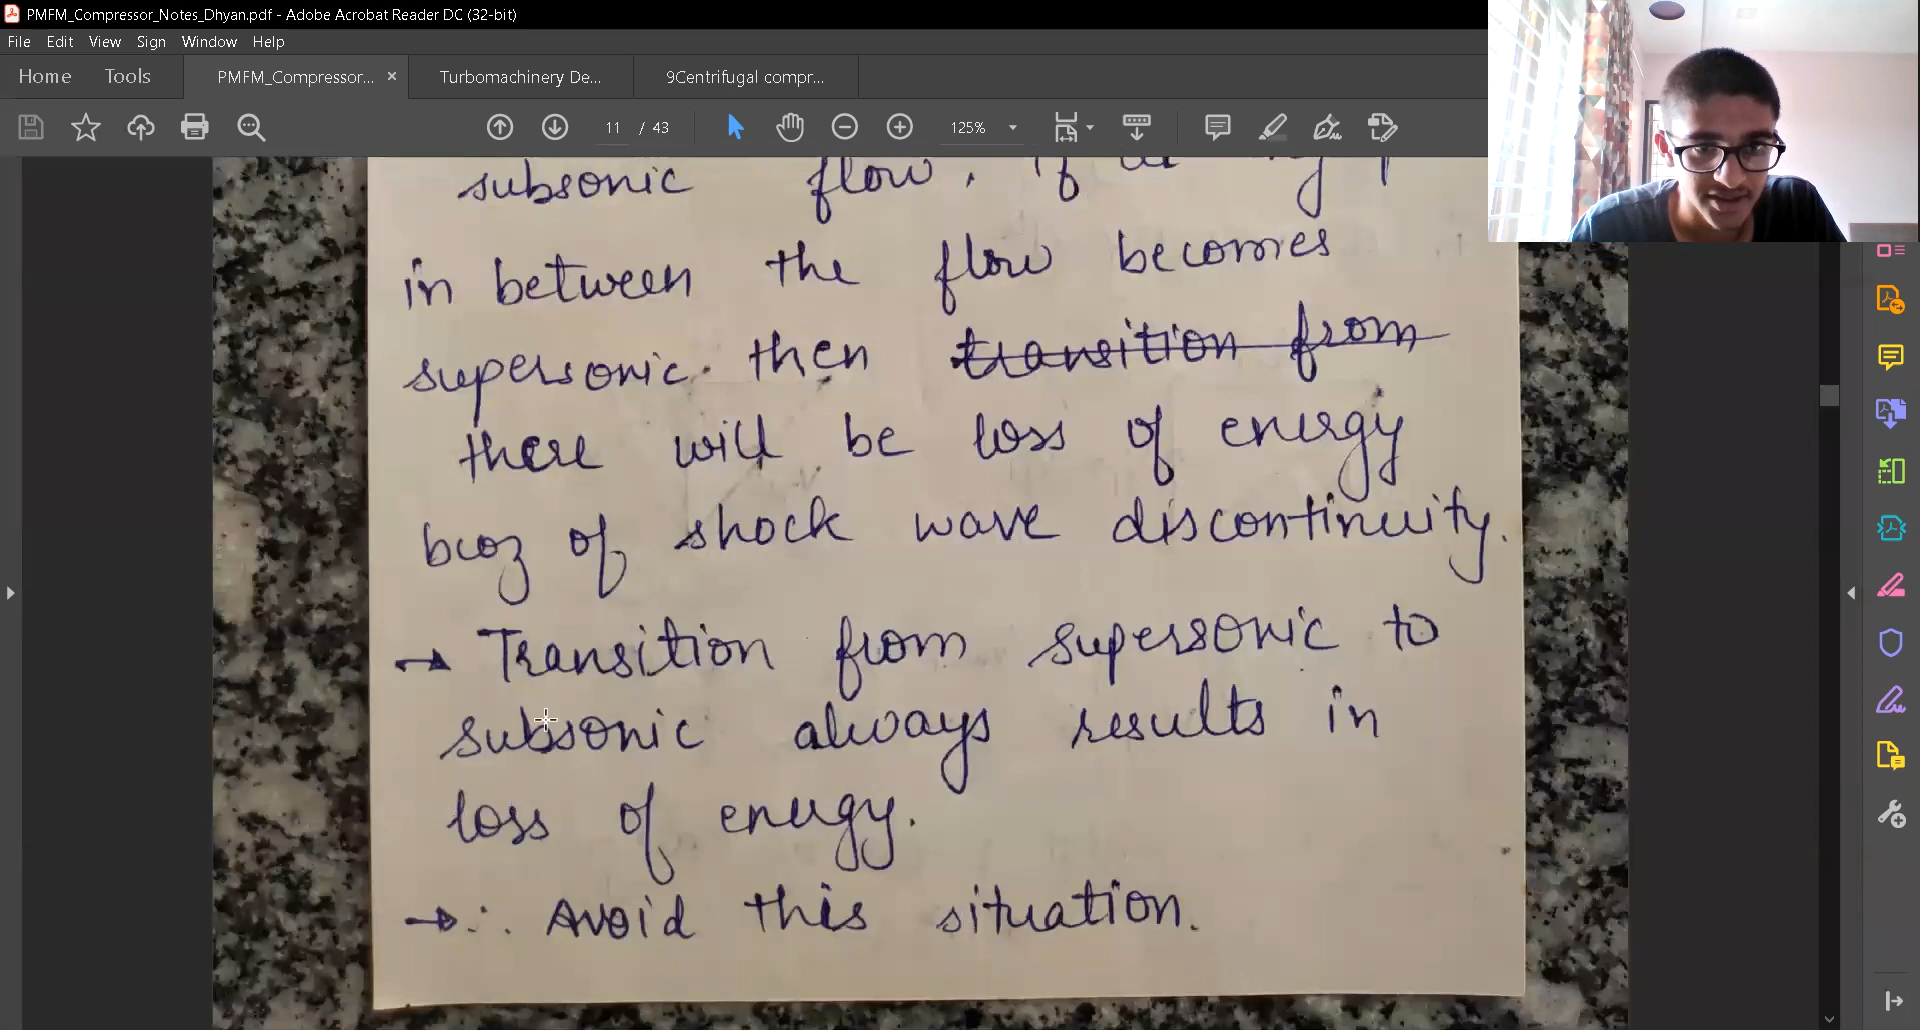 PMFM_Compressor_Notes_Dhyan.pdf - Adobe Acrobat Reader DC (32-bit)
File Edit View Sign Window Help
Home Tools PMFM_Compressor... × Turbomachinery De... 9Centrifugal compr...
11 / 43 125%
subsonic flow, if
in between the flow becomes
supersonic. then transition from
there will be loss of energy
bcoz of shock wave discontinuity.
→ Transition from supersonic to
subsonic always results in
loss of energy.
→ ∴ Avoid this situation.